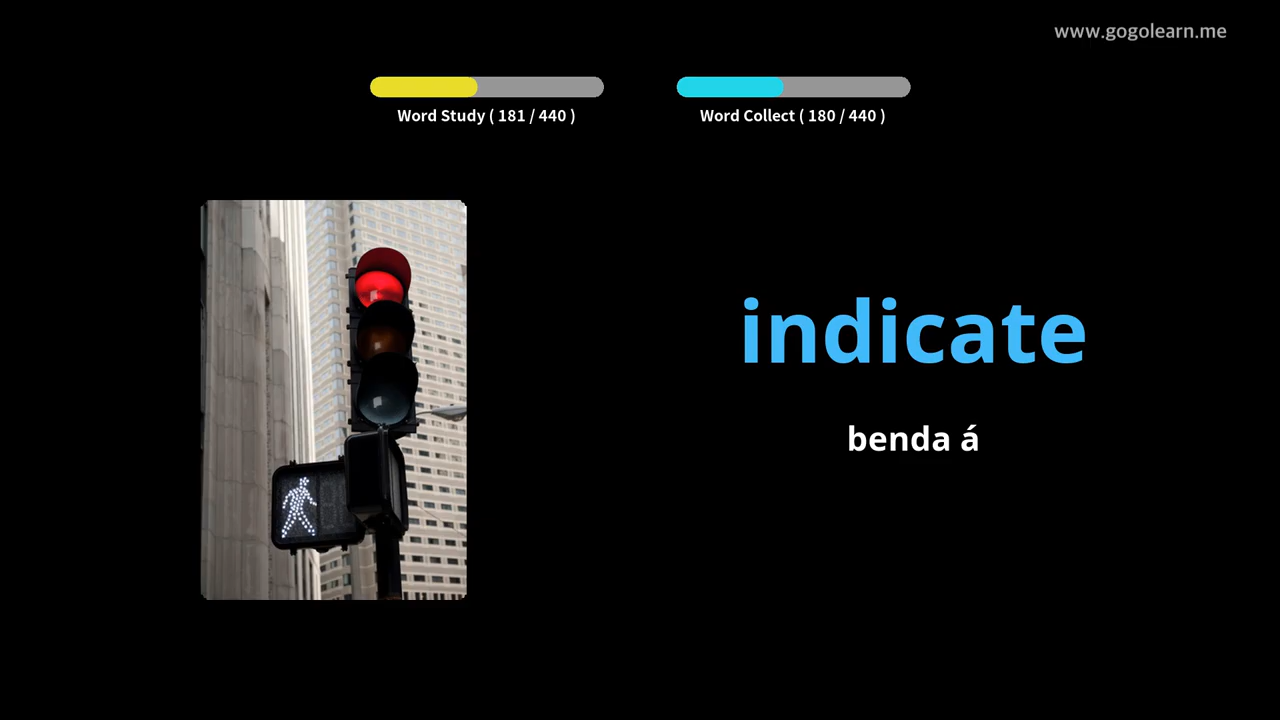 www.gogolearn.me
Word Study ( 181 / 440 )
Word Collect ( 180 / 440 )
indicate
benda á